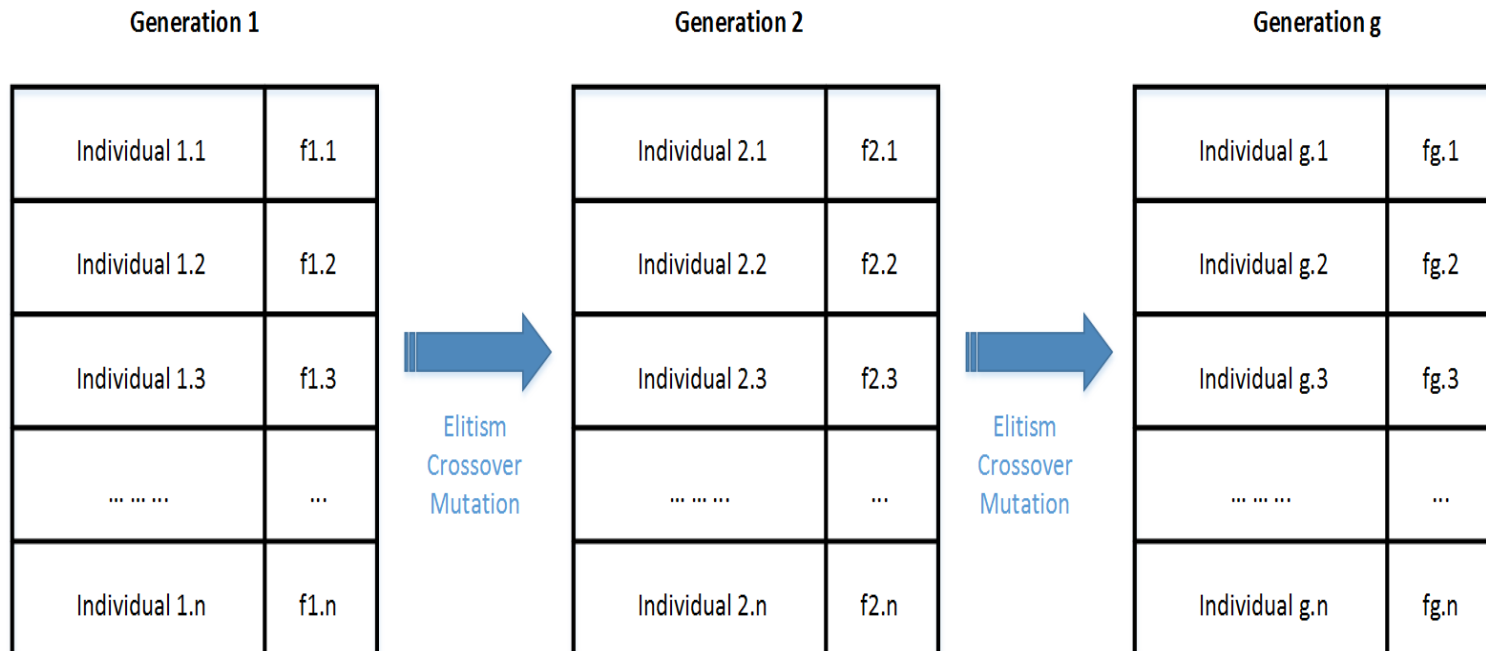 Generation 1
Generation 2
Generation g
Individual 1.1 f1.1
Individual 2.1 f2.1
Individual g.1 fg.1
Individual 1.2 f1.2
Individual 2.2 f2.2
Individual g.2 fg.2
Individual 1.3 f1.3
Individual 2.3 f2.3
Individual g.3 fg.3
Elitism
Crossover
Mutation
Elitism
Crossover
Mutation
... ... ... ...
... ... ... ...
... ... ... ...
Individual 1.n f1.n
Individual 2.n f2.n
Individual g.n fg.n